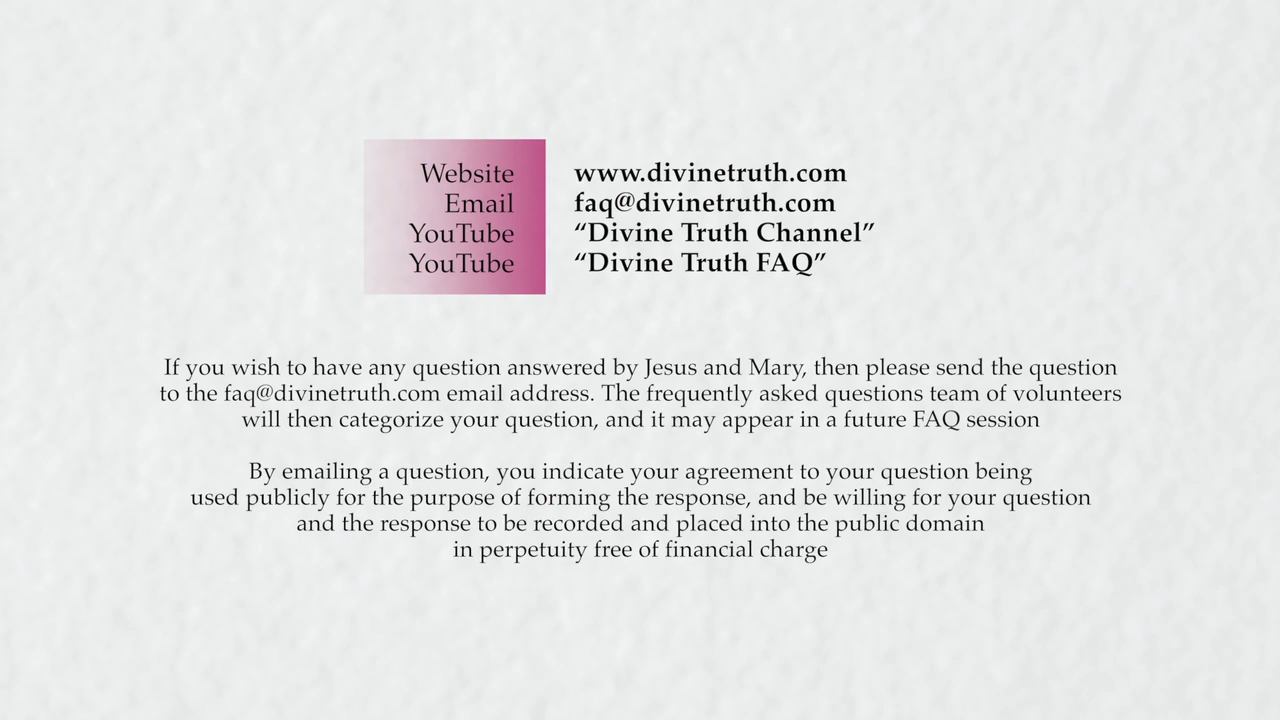 Website www.divinetruth.com
Email faq@divinetruth.com
YouTube “Divine Truth Channel”
YouTube “Divine Truth FAQ”
If you wish to have any question answered by Jesus and Mary, then please send the question
to the faq@divinetruth.com email address. The frequently asked questions team of volunteers
will then categorize your question, and it may appear in a future FAQ session
By emailing a question, you indicate your agreement to your question being
used publicly for the purpose of forming the response, and be willing for your question
and the response to be recorded and placed into the public domain
in perpetuity free of financial charge